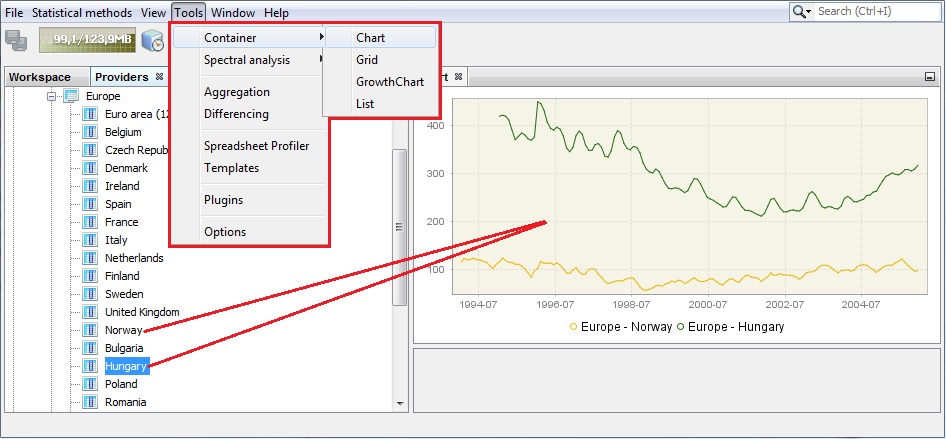 File Statistical methods View Tools Window Help
Search (Ctrl+I)
99,1/123,9MB
Container
Spectral analysis
Aggregation
Differencing
Spreadsheet Profiler
Templates
Plugins
Options
Chart
Grid
GrowthChart
List
Workspace
Providers
Europe
Euro area (12
Belgium
Czech Repub
Denmark
Ireland
Spain
France
Italy
Netherlands
Finland
Sweden
United Kingdom
Norway
Bulgaria
Hungary
Poland
Romania
400
300
200
100
1994-07 1996-07 1998-07 2000-07 2002-07 2004-07
Europe - Norway Europe - Hungary